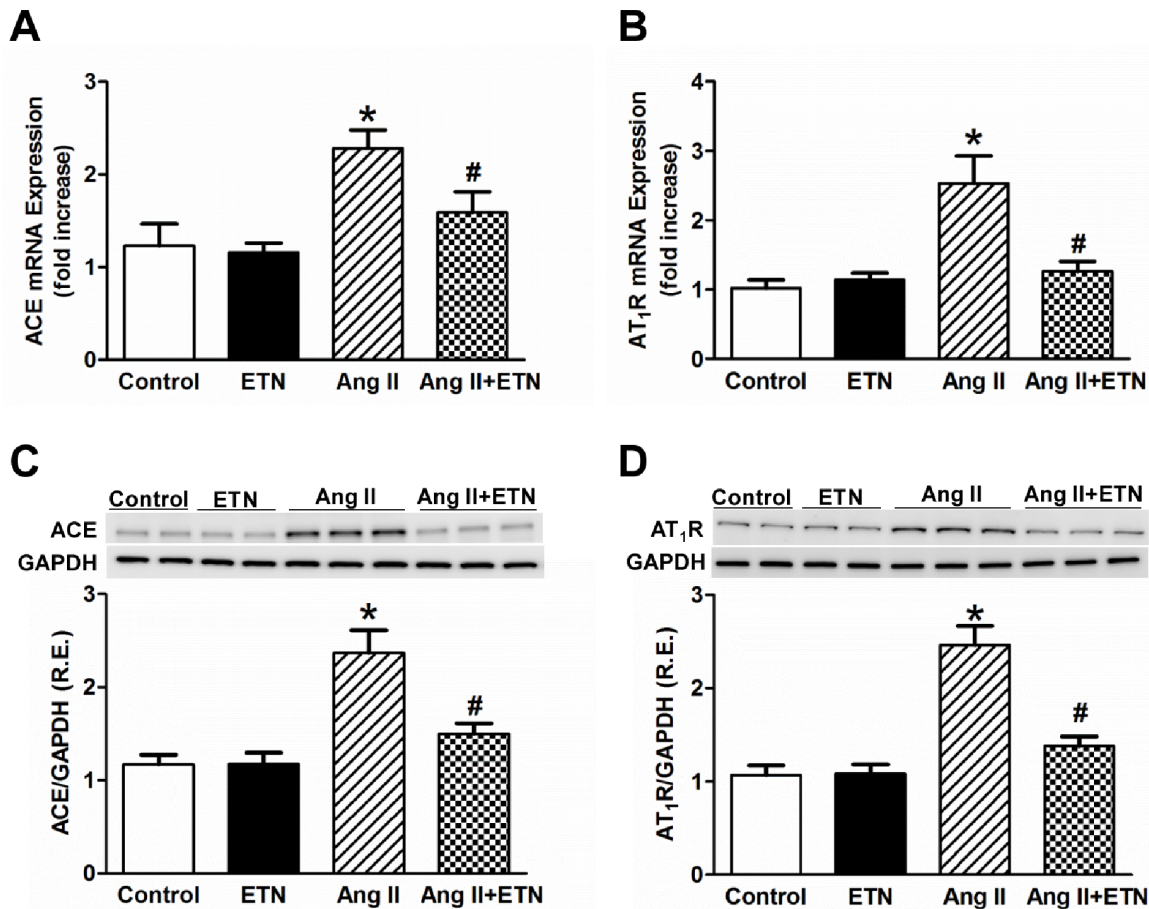 A
ACE mRNA Expression
(fold increase)
3
2
1
0
*
#
Control ETN Ang II Ang II+ETN
B
AT₁R mRNA Expression
(fold increase)
4
3
2
1
0
*
#
Control ETN Ang II Ang II+ETN
C
Control ETN Ang II Ang II+ETN
ACE
GAPDH
ACE/GAPDH (R.E.)
3
2
1
0
*
#
Control ETN Ang II Ang II+ETN
D
Control ETN Ang II Ang II+ETN
AT₁R
GAPDH
AT₁R/GAPDH (R.E.)
3
2
1
0
*
#
Control ETN Ang II Ang II+ETN